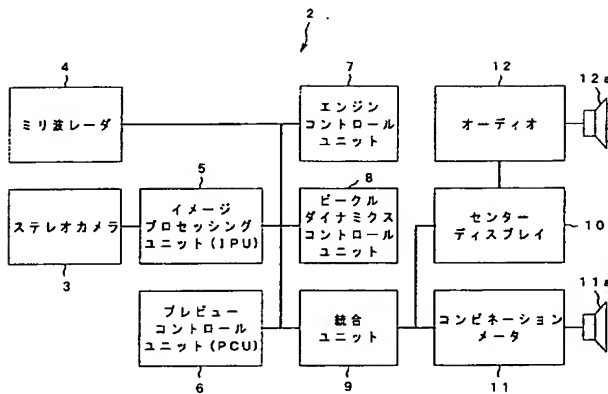 2
4
ミリ波レーダ
7
エンジン
コントロール
ユニット
12
オーディオ
12a
ステレオカメラ
3
5
イメージ
プロセッシング
ユニット(IPU)
8
ビークル
ダイナミクス
コントロール
ユニット
センター
ディスプレイ
10
プレビュー
コントロール
ユニット(PCU)
6
統合
ユニット
9
コンビネーション
メータ
11
11a